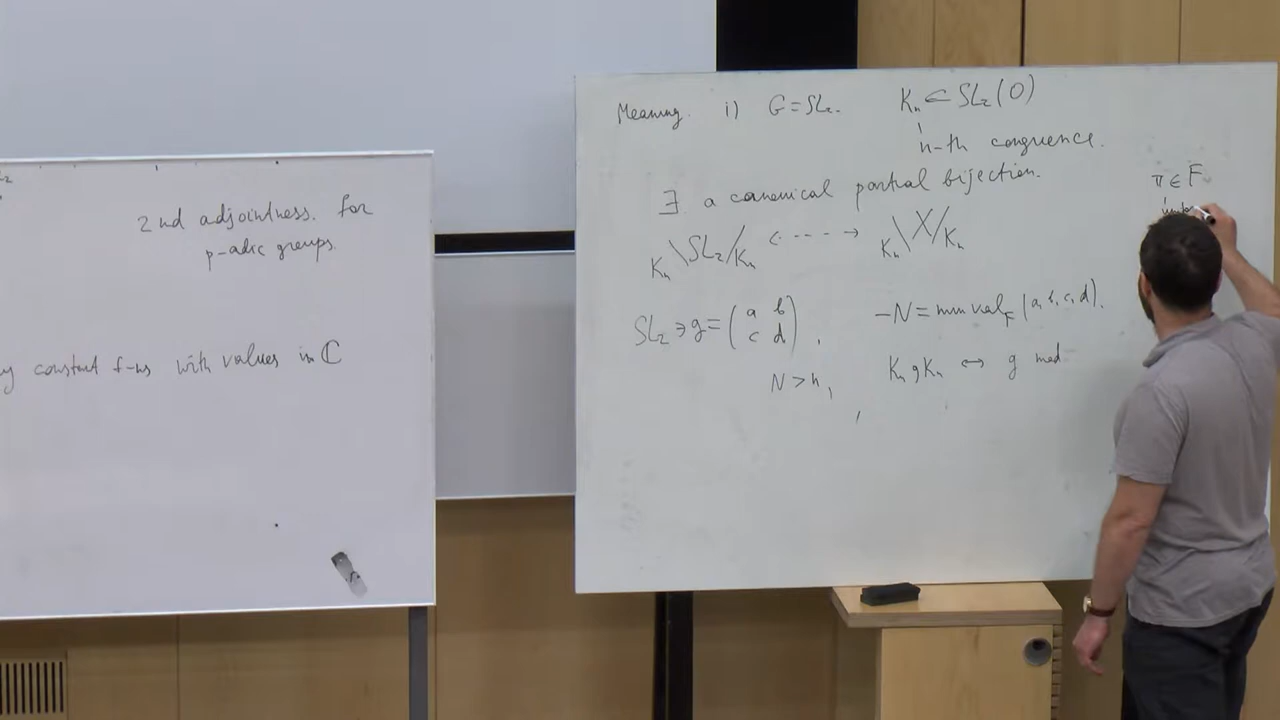 2nd adjointness. for
p-adic groups.
constant f-ns with values in ℂ
Meaning. i) G = SL₂. Kₙ ⊂ SL₂(O)
n-th congruence.
∃ a canonical partial bijection.
π ∈ F
Kₙ\SL₂/Kₙ <----> Kₙ\X/Kₙ
SL₂ ∋ g = (a b
c d), -N = min val_F (a, b, c, d).
N > n, Kₙ g Kₙ ↔ g mod